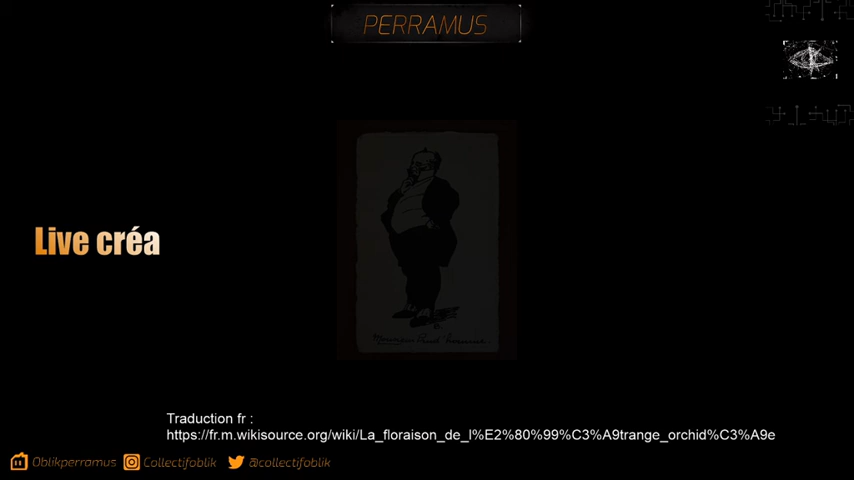 PERRAMUS
Live créa
Traduction fr :
https://fr.m.wikisource.org/wiki/La_floraison_de_l%E2%80%99%C3%A9trange_orchid%C3%A9e
Oblikperramus Collectifoblik @collectifoblik